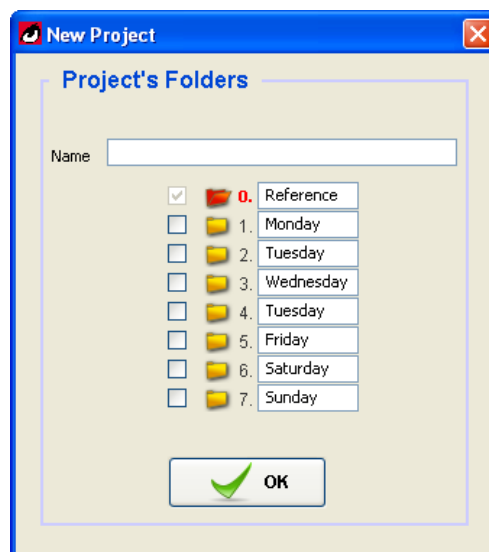 New Project
Project's Folders
Name
0. Reference
1. Monday
2. Tuesday
3. Wednesday
4. Tuesday
5. Friday
6. Saturday
7. Sunday
OK